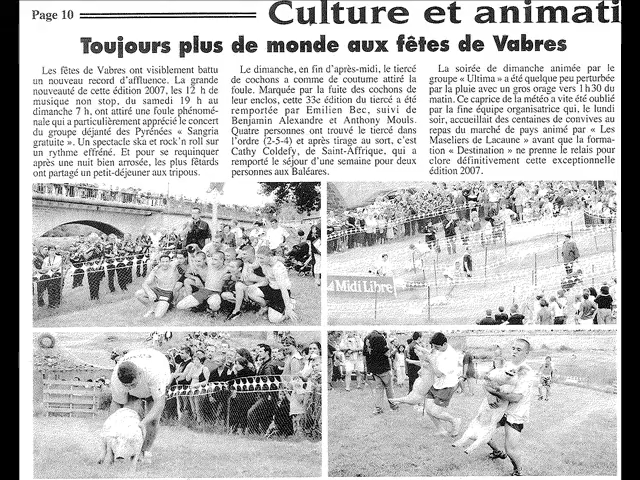 Page 10
Culture et animati
Toujours plus de monde aux fêtes de Vabres
Les fêtes de Vabres ont visiblement battu
un nouveau record d'affluence. La grande
nouveauté de cette édition 2007, les 12 h de
musique non stop, du samedi 19 h au
dimanche 7 h, ont attiré une foule phénomé-
nale qui a particulièrement apprécié le concert
du groupe déjanté des Pyrénées « Sangria
gratuite ». Un spectacle ska et rock'n roll sur
un rythme effréné. Et pour se requinquer
après une nuit bien arrosée, les plus fêtards
ont partagé un petit-déjeuner aux tripous.
Le dimanche, en fin d'après-midi, le tiercé
de cochons a comme de coutume attiré la
foule. Marquée par la fuite des cochons de
leur enclos, cette 33e édition du tiercé a été
remportée par Emilien Bec, suivi de
Benjamin Alexandre et Anthony Mouls.
Quatre personnes ont trouvé le tiercé dans
l'ordre (2-5-4) et après tirage au sort, c'est
Cathy Coldefy, de Saint-Affrique, qui a
remporté le séjour d'une semaine pour deux
personnes aux Baléares.
La soirée de dimanche animée par le
groupe « Ultima » a été quelque peu perturbée
par la pluie avec un gros orage vers 1 h 30 du
matin. Ce caprice de la météo a vite été oublié
par la fine équipe organisatrice qui, le lundi
soir, accueillait des centaines de convives au
repas du marché de pays animé par « Les
Maseliers de Lacaune » avant que la forma-
tion « Destination » ne prenne le relais pour
clore définitivement cette exceptionnelle
édition 2007.
Midi Libre